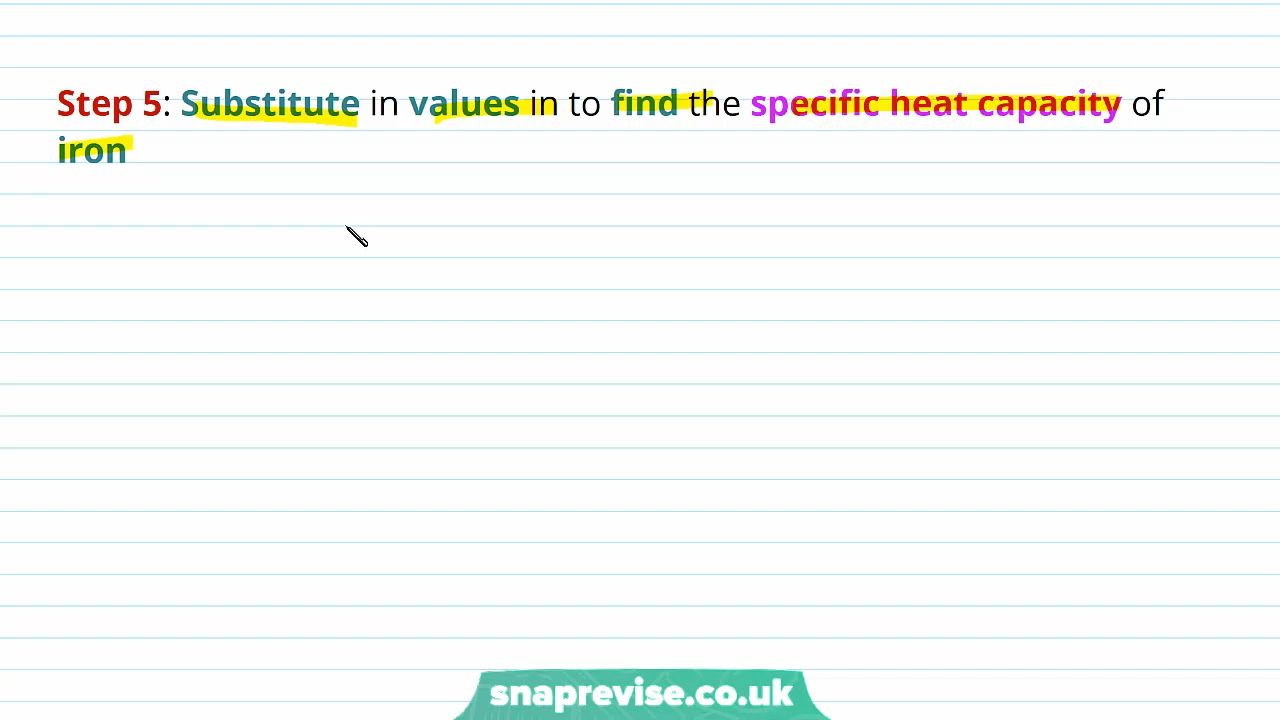 Step 5: Substitute in values in to find the specific heat capacity of
iron
snaprevise.co.uk